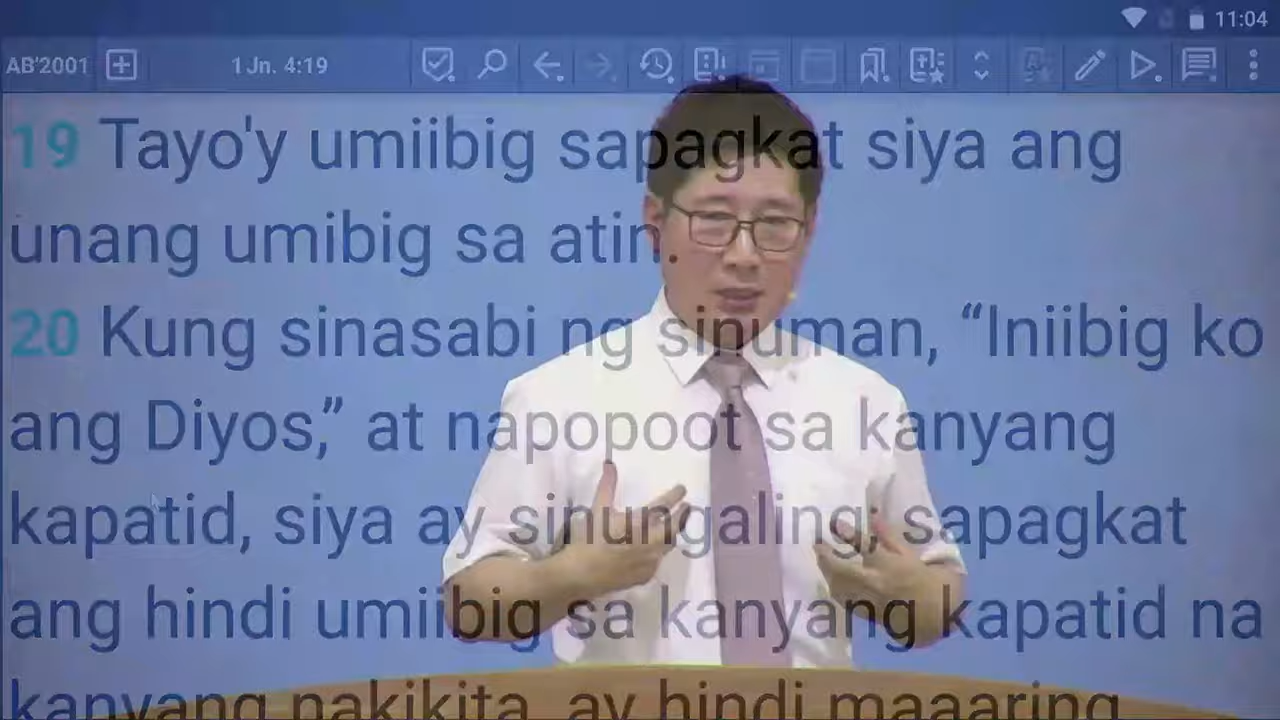 11:04
AB'2001 1 Jn. 4:19
19 Tayo'y umiibig sapagkat siya ang
unang umibig sa atin.
20 Kung sinasabi ng sinuman, “Iniibig ko
ang Diyos,” at napopoot sa kanyang
kapatid, siya ay sinungaling; sapagkat
ang hindi umiibig sa kanyang kapatid na
kanyang nakikita, ay hindi maaaring